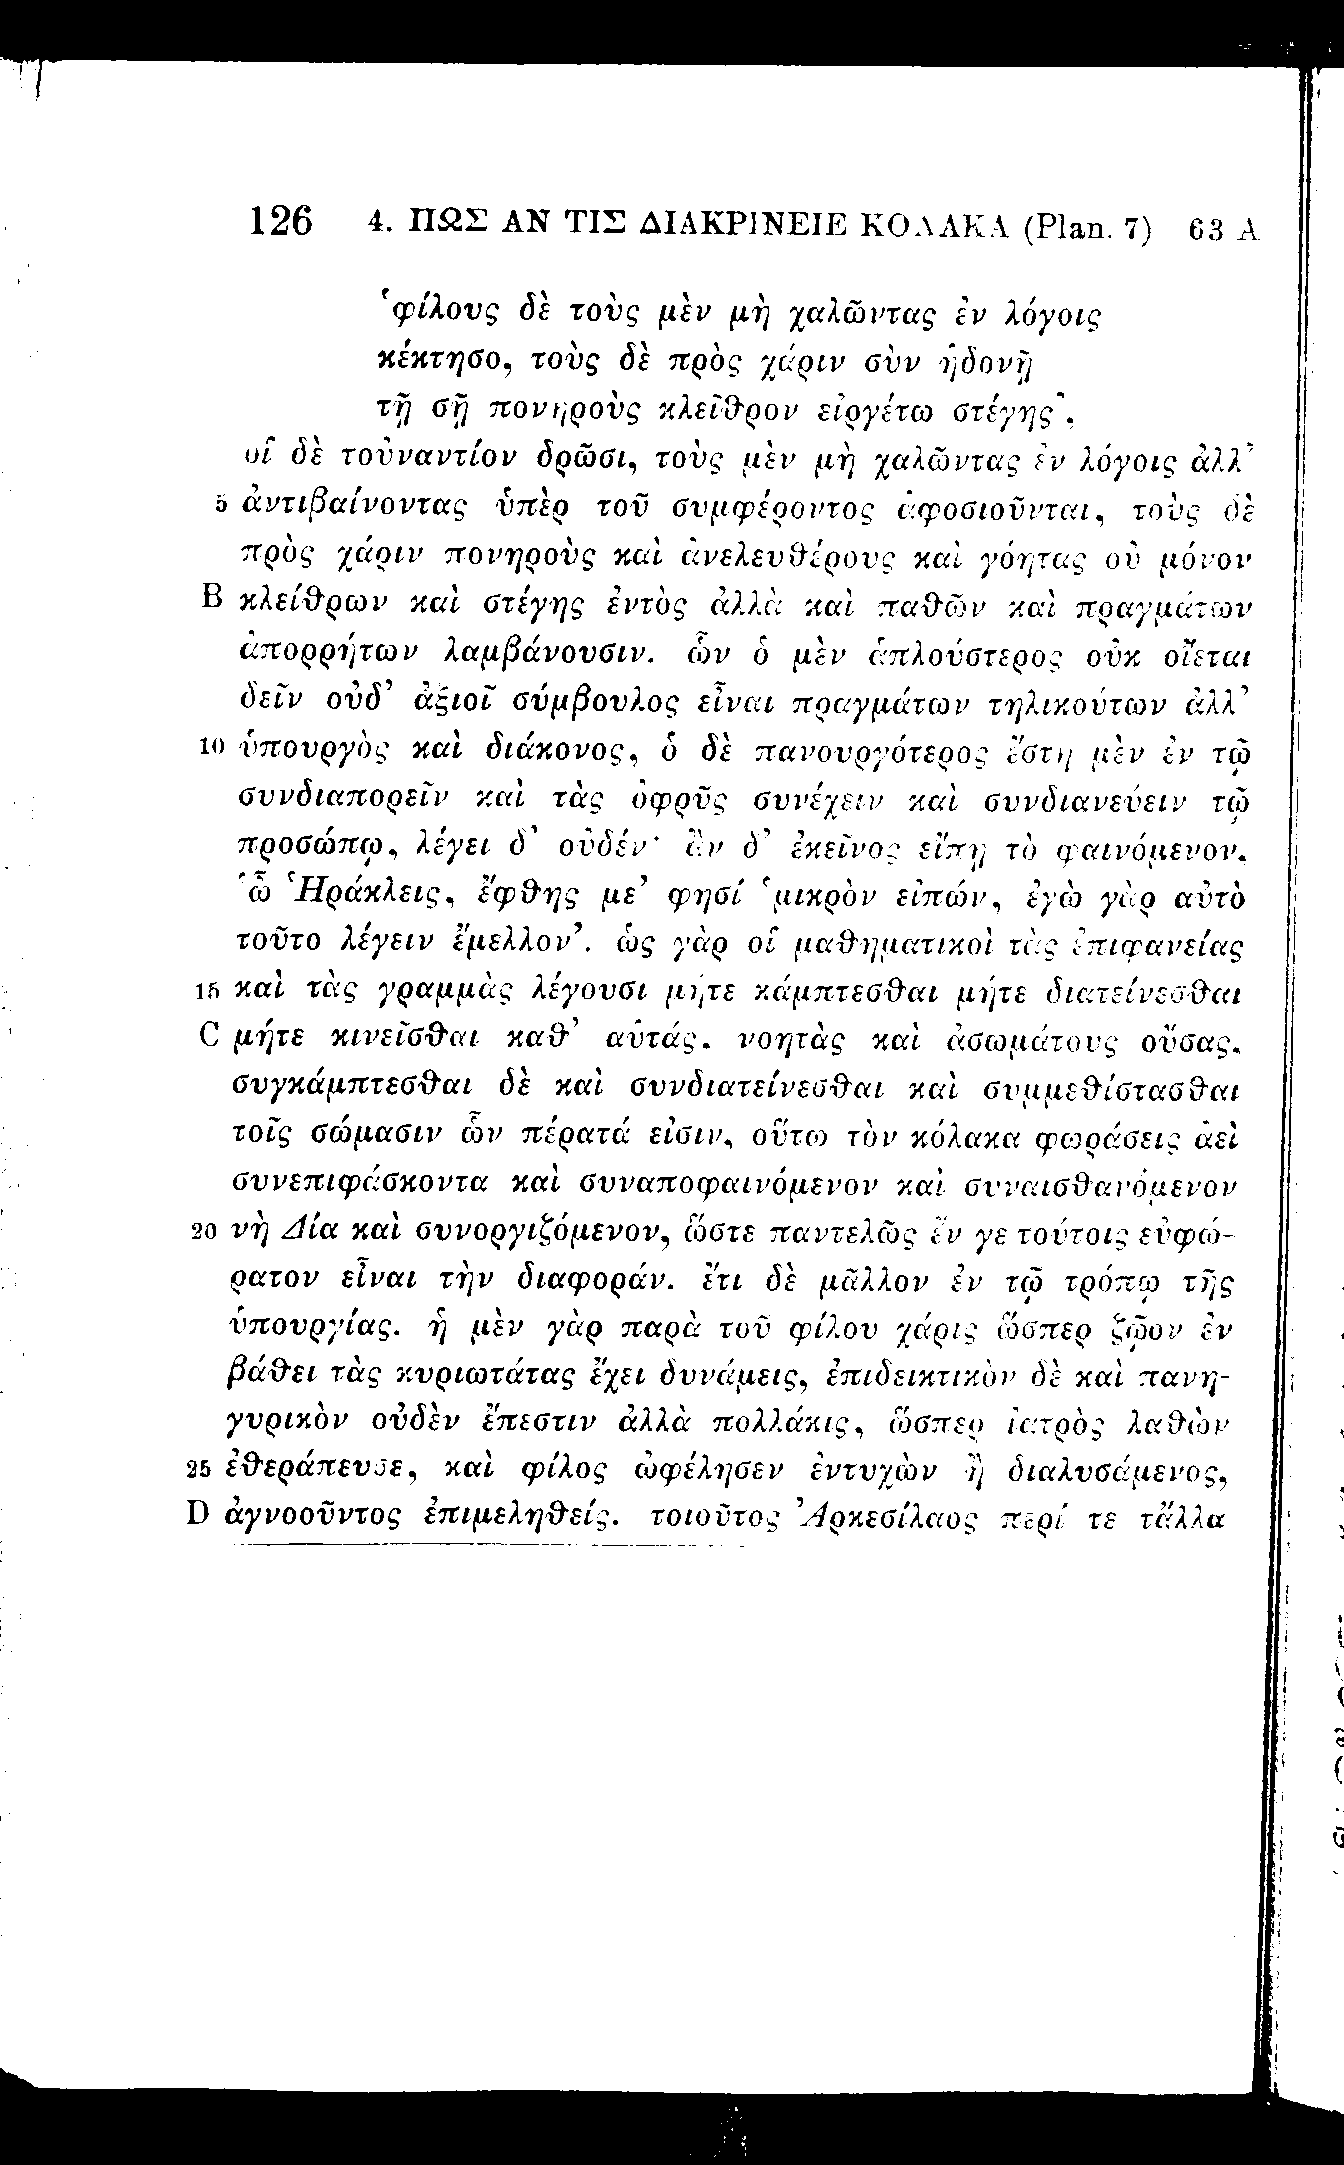 126 4. ΠΩΣ ΑΝ ΤΙΣ ΔΙΑΚΡΙΝΕΙΕ ΚΟΛΑΚΑ (Plan. 7) 63 A
‘φίλους δὲ τοὺς μὲν μὴ χαλῶντας ἐν λόγοις
κέκτησο, τοὺς δὲ πρὸς χάριν σὺν ἡδονῇ
τῇ σῇ πονηροὺς κλεῖθρον εἰργέτω στέγης’,
οἳ δὲ τοὐναντίον δρῶσι, τοὺς μὲν μὴ χαλῶντας ἐν λόγοις ἀλλ’
5 ἀντιβαίνοντας ὑπὲρ τοῦ συμφέροντος ἀφοσιοῦνται, τοὺς δὲ
πρὸς χάριν πονηροὺς καὶ ἀνελευθέρους καὶ γόητας οὐ μόνον
B κλείθρων καὶ στέγης ἐντὸς ἀλλὰ καὶ παθῶν καὶ πραγμάτων
ἀπορρήτων λαμβάνουσιν. ὧν ὁ μὲν ἁπλούστερος οὐκ οἴεται
δεῖν οὐδ’ ἀξιοῖ σύμβουλος εἶναι πραγμάτων τηλικούτων ἀλλ’
10 ὑπουργὸς καὶ διάκονος, ὁ δὲ πανουργότερος ἔστη μὲν ἐν τῷ
συνδιαπορεῖν καὶ τὰς ὀφρῦς συνέχειν καὶ συνδιανεύειν τῷ
προσώπῳ, λέγει δ’ οὐδέν· ἂν δ’ ἐκεῖνος εἴπῃ τὸ φαινόμενον,
‘ὦ Ἡράκλεις, ἔφθης με’ φησί ‘μικρὸν εἰπών, ἐγὼ γὰρ αὐτὸ
τοῦτο λέγειν ἔμελλον’. ὡς γὰρ οἱ μαθηματικοὶ τὰς ἐπιφανείας
15 καὶ τὰς γραμμὰς λέγουσι μήτε κάμπτεσθαι μήτε διατείνεσθαι
C μήτε κινεῖσθαι καθ’ αὑτάς, νοητὰς καὶ ἀσωμάτους οὔσας,
συγκάμπτεσθαι δὲ καὶ συνδιατείνεσθαι καὶ συμμεθίστασθαι
τοῖς σώμασιν ὧν πέρατά εἰσιν, οὕτω τὸν κόλακα φωράσεις ἀεὶ
συνεπιφάσκοντα καὶ συναποφαινόμενον καὶ συναισθανόμενον
20 νὴ Δία καὶ συνοργιζόμενον, ὥστε παντελῶς ἔν γε τούτοις εὐφώ-
ρατον εἶναι τὴν διαφοράν. ἔτι δὲ μᾶλλον ἐν τῷ τρόπῳ τῆς
ὑπουργίας. ἡ μὲν γὰρ παρὰ τοῦ φίλου χάρις ὥσπερ ζῷον ἐν
βάθει τὰς κυριωτάτας ἔχει δυνάμεις, ἐπιδεικτικὸν δὲ καὶ πανη-
γυρικὸν οὐδὲν ἔπεστιν ἀλλὰ πολλάκις, ὥσπερ ἰατρὸς λαθὼν
25 ἐθεράπευσε, καὶ φίλος ὠφέλησεν ἐντυχὼν ἢ διαλυσάμενος,
D ἀγνοοῦντος ἐπιμεληθείς. τοιοῦτος Ἀρκεσίλαος περί τε τἄλλα